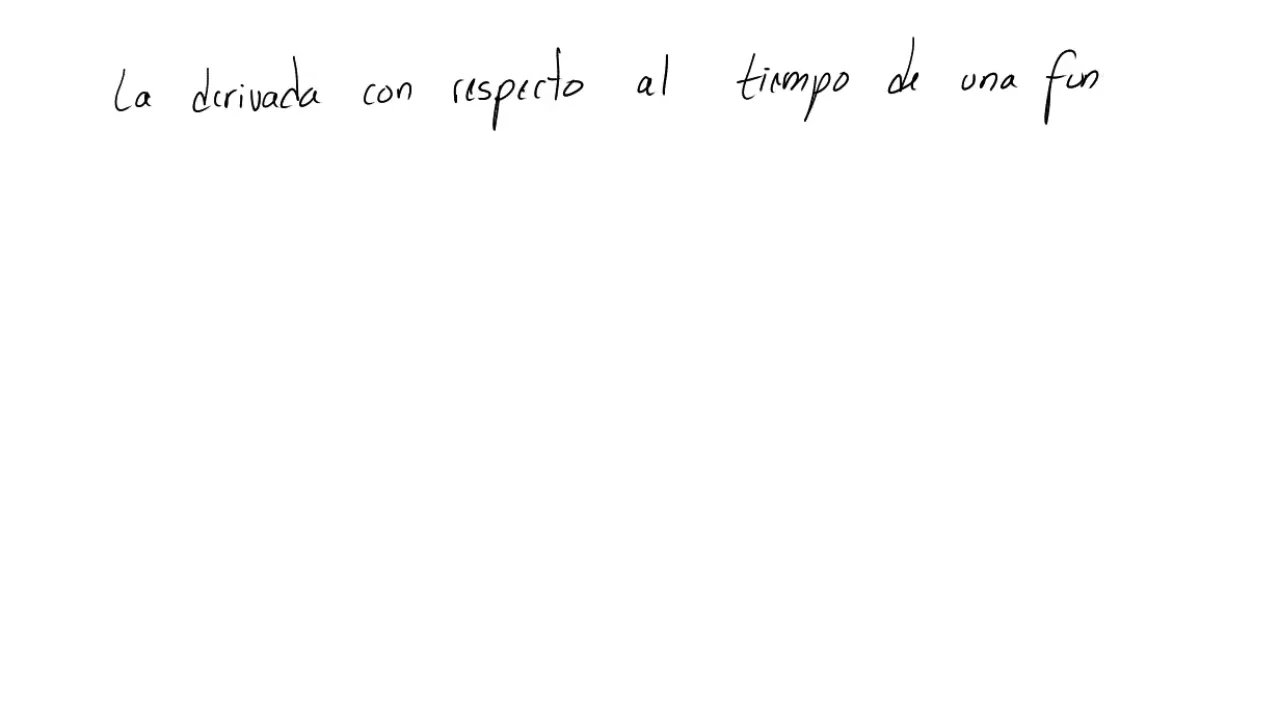 La derivada con respecto al tiempo de una fun